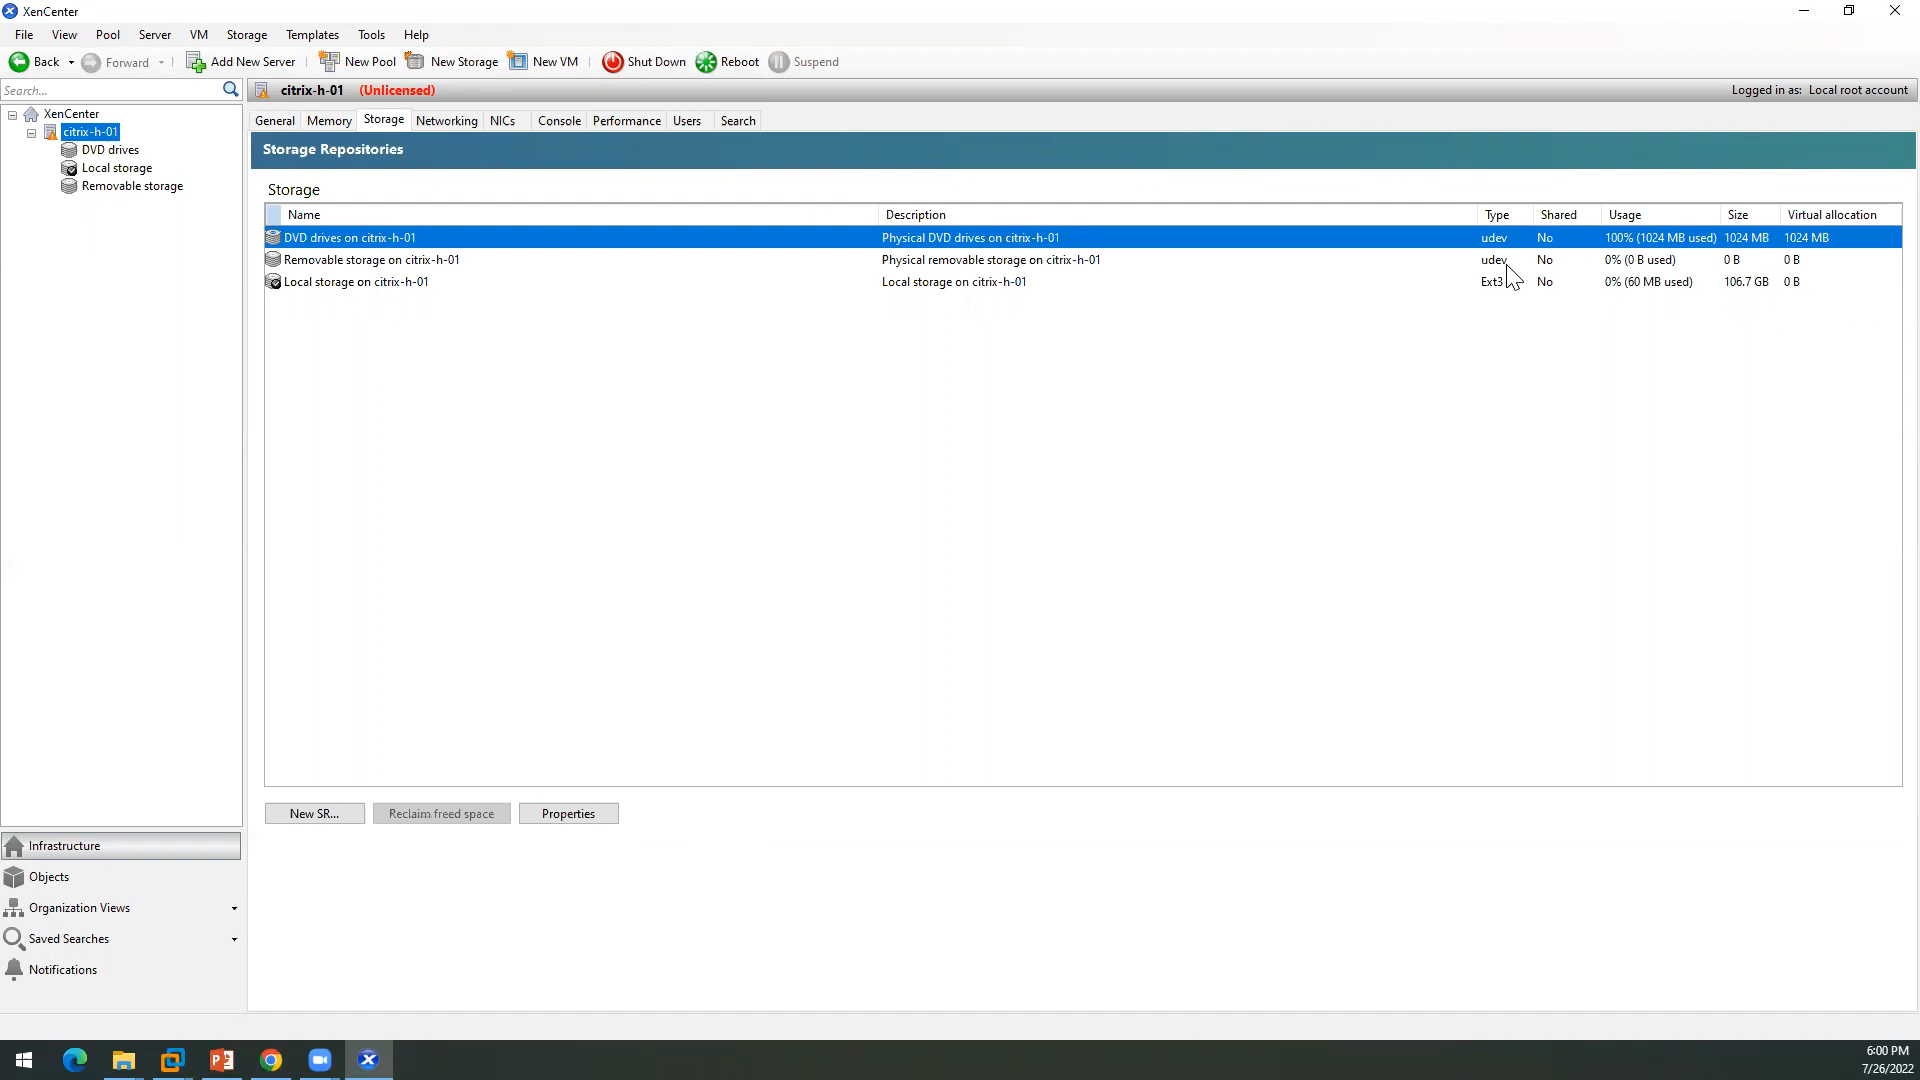 XenCenter
File View Pool Server VM Storage Templates Tools Help
Back Forward Add New Server New Pool New Storage New VM Shut Down Reboot Suspend
Search...
citrix-h-01 (Unlicensed) Logged in as: Local root account
XenCenter
citrix-h-01
DVD drives
Local storage
Removable storage
General Memory Storage Networking NICs Console Performance Users Search
Storage Repositories
Storage
Name Description Type Shared Usage Size Virtual allocation
DVD drives on citrix-h-01 Physical DVD drives on citrix-h-01 udev No 100% (1024 MB used) 1024 MB 1024 MB
Removable storage on citrix-h-01 Physical removable storage on citrix-h-01 udev No 0% (0 B used) 0 B 0 B
Local storage on citrix-h-01 Local storage on citrix-h-01 Ext3 No 0% (60 MB used) 106.7 GB 0 B
New SR... Reclaim freed space Properties
Infrastructure
Objects
Organization Views
Saved Searches
Notifications
6:00 PM
7/26/2022